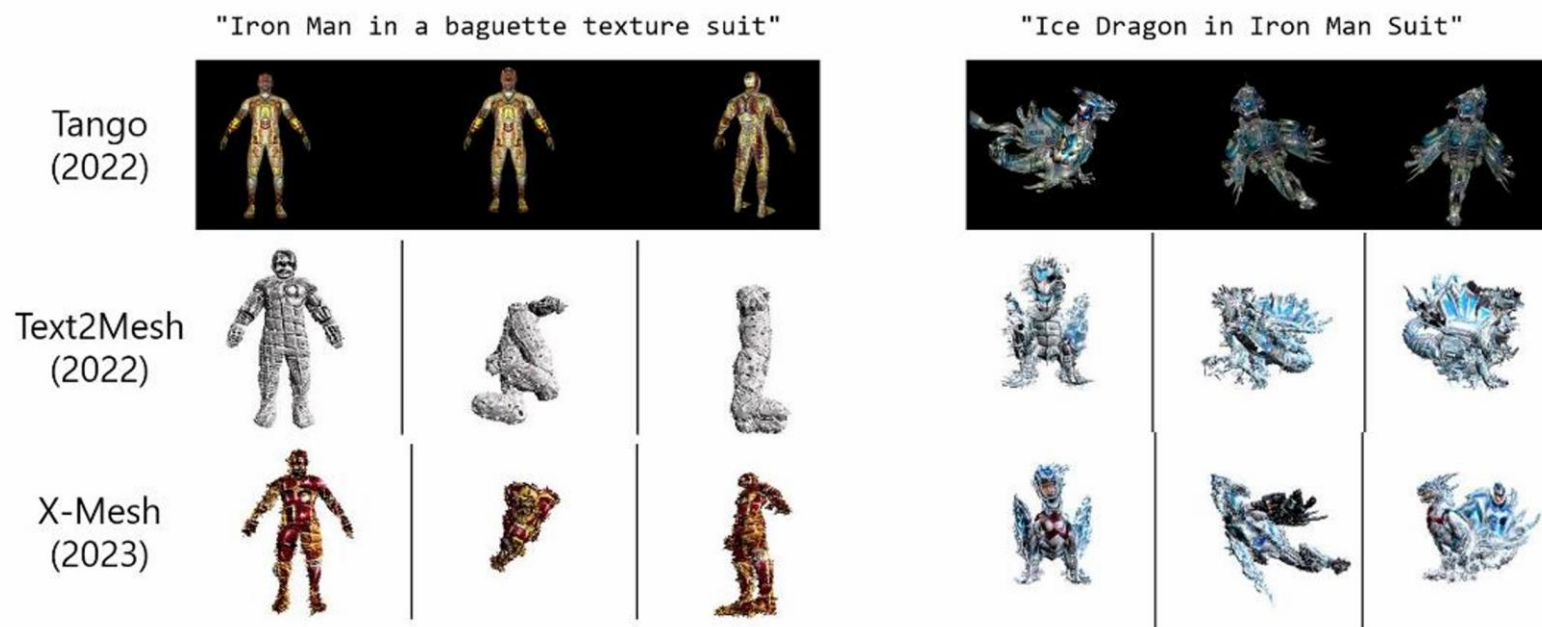 "Iron Man in a baguette texture suit"
"Ice Dragon in Iron Man Suit"
Tango
(2022)
Text2Mesh
(2022)
X-Mesh
(2023)